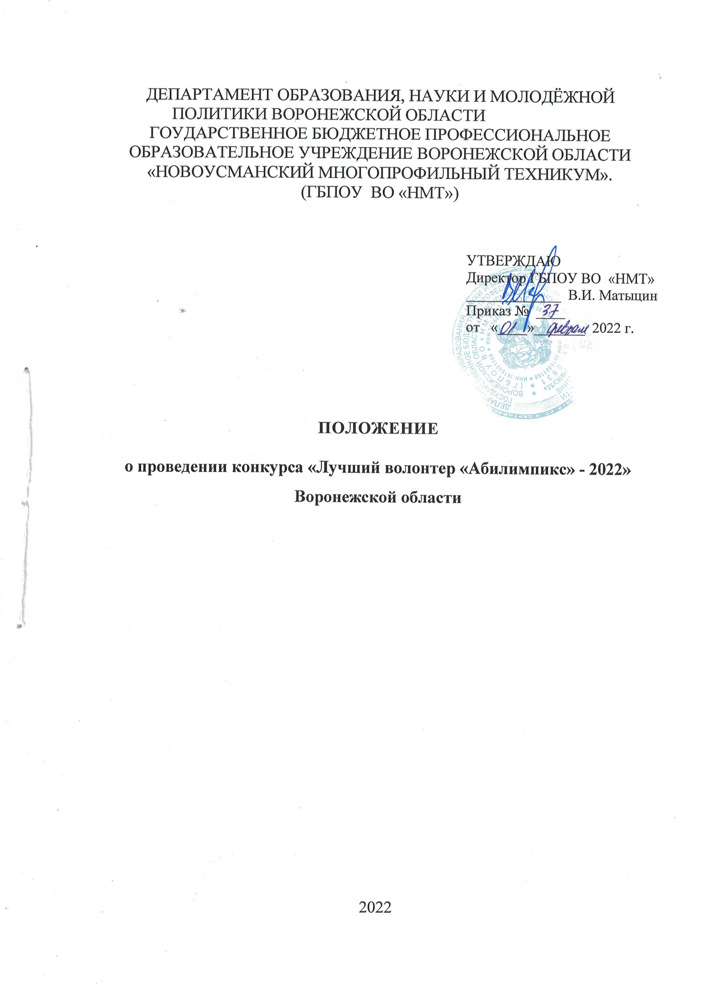 ДЕПАРТАМЕНТ ОБРАЗОВАНИЯ, НАУКИ И МОЛОДЁЖНОЙ
ПОЛИТИКИ ВОРОНЕЖСКОЙ ОБЛАСТИ
ГОУДАРСТВЕННОЕ БЮДЖЕТНОЕ ПРОФЕССИОНАЛЬНОЕ
ОБРАЗОВАТЕЛЬНОЕ УЧРЕЖДЕНИЕ ВОРОНЕЖСКОЙ ОБЛАСТИ
«НОВОУСМАНСКИЙ МНОГОПРОФИЛЬНЫЙ ТЕХНИКУМ».
(ГБПОУ ВО «НМТ»)
УТВЕРЖДАЮ
Директор ГБПОУ ВО «НМТ»
В.И. Матыцин
Приказ № 37
от «01» февраля 2022 г.
ПОЛОЖЕНИЕ
о проведении конкурса «Лучший волонтер «Абилимпикс» - 2022»
Воронежской области
2022